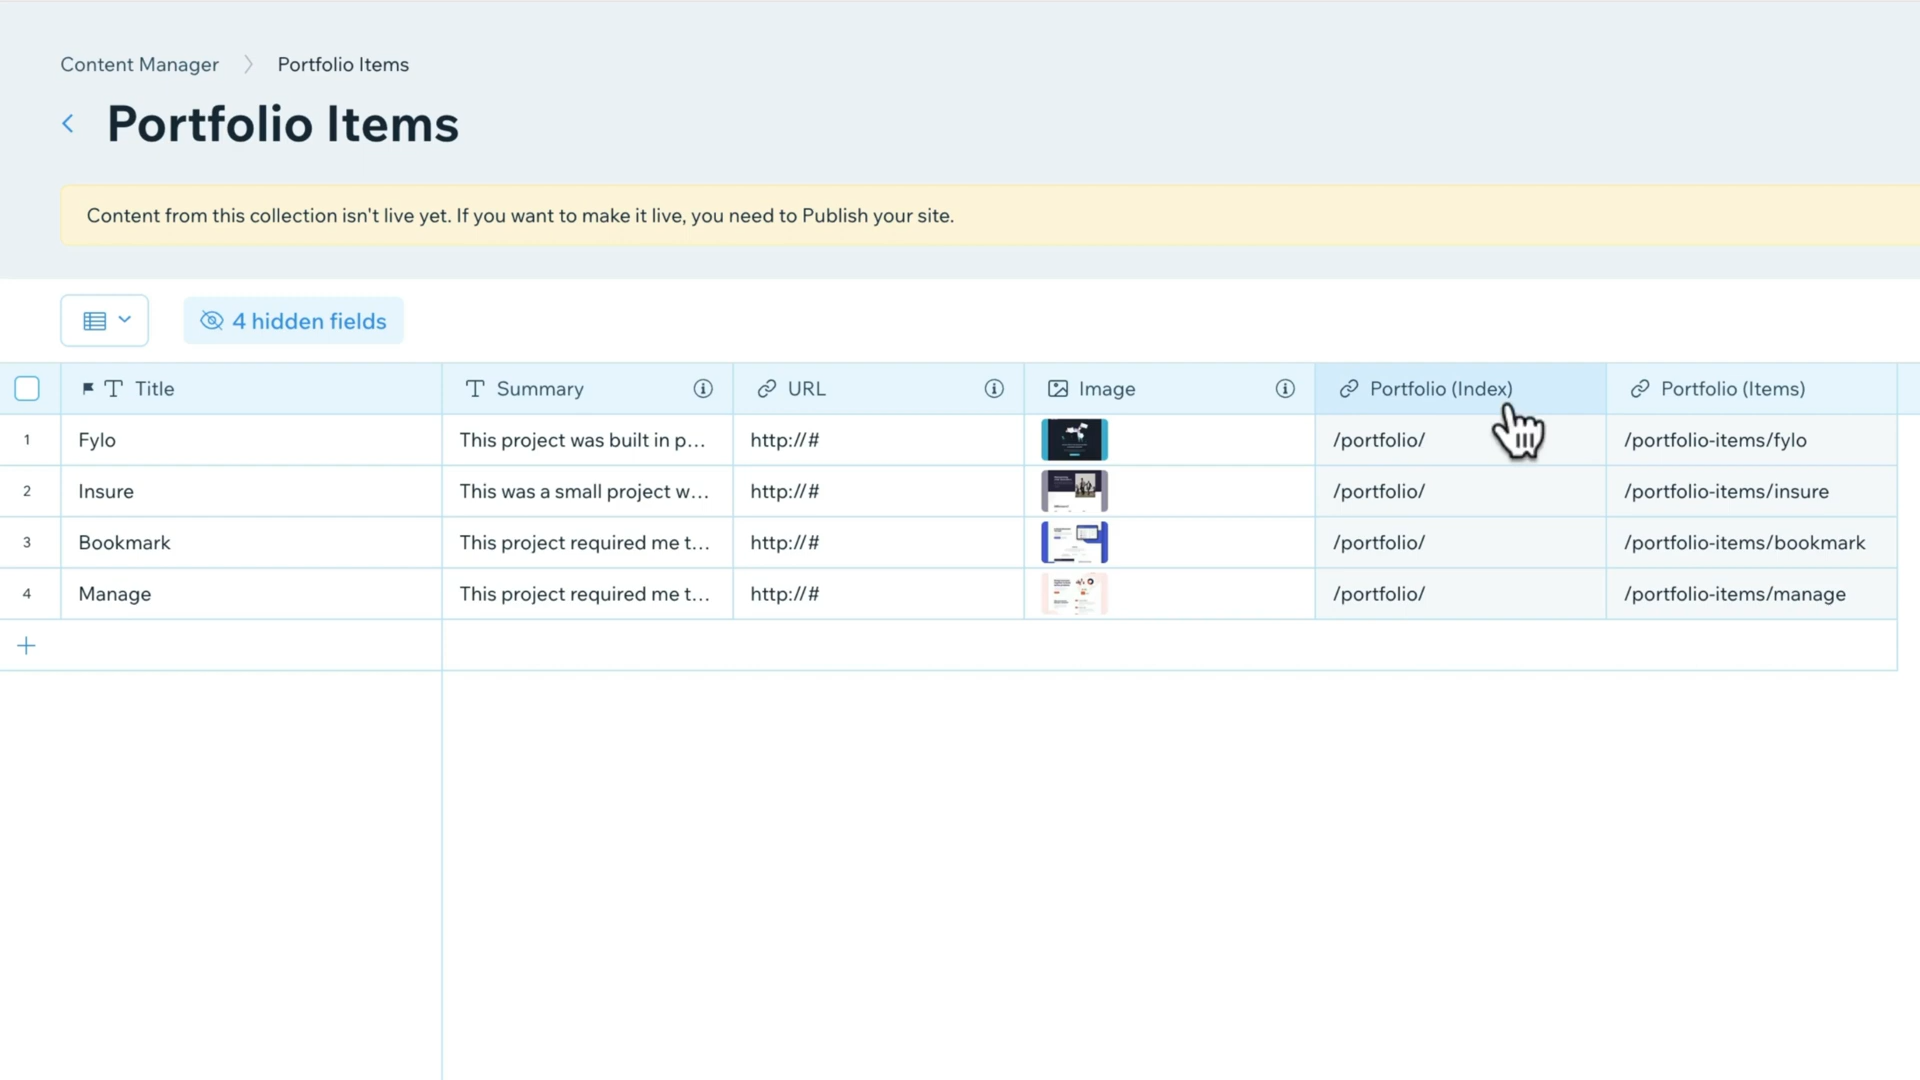 Content Manager Portfolio Items
Portfolio Items
Content from this collection isn't live yet. If you want to make it live, you need to Publish your site.
4 hidden fields
Title Summary URL Image Portfolio (Index) Portfolio (Items)
1 Fylo This project was built in p... http://# /portfolio/ /portfolio-items/fylo
2 Insure This was a small project w... http://# /portfolio/ /portfolio-items/insure
3 Bookmark This project required me t... http://# /portfolio/ /portfolio-items/bookmark
4 Manage This project required me t... http://# /portfolio/ /portfolio-items/manage